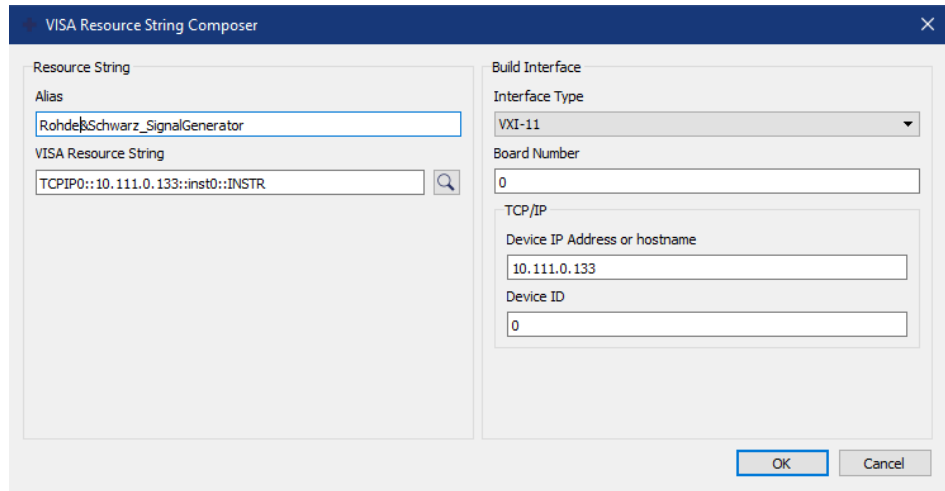 VISA Resource String Composer
Resource String
Alias
Rohde&Schwarz_SignalGenerator
VISA Resource String
TCPIP0::10.111.0.133::inst0::INSTR
Build Interface
Interface Type
VXI-11
Board Number
0
TCP/IP
Device IP Address or hostname
10.111.0.133
Device ID
0
OK
Cancel